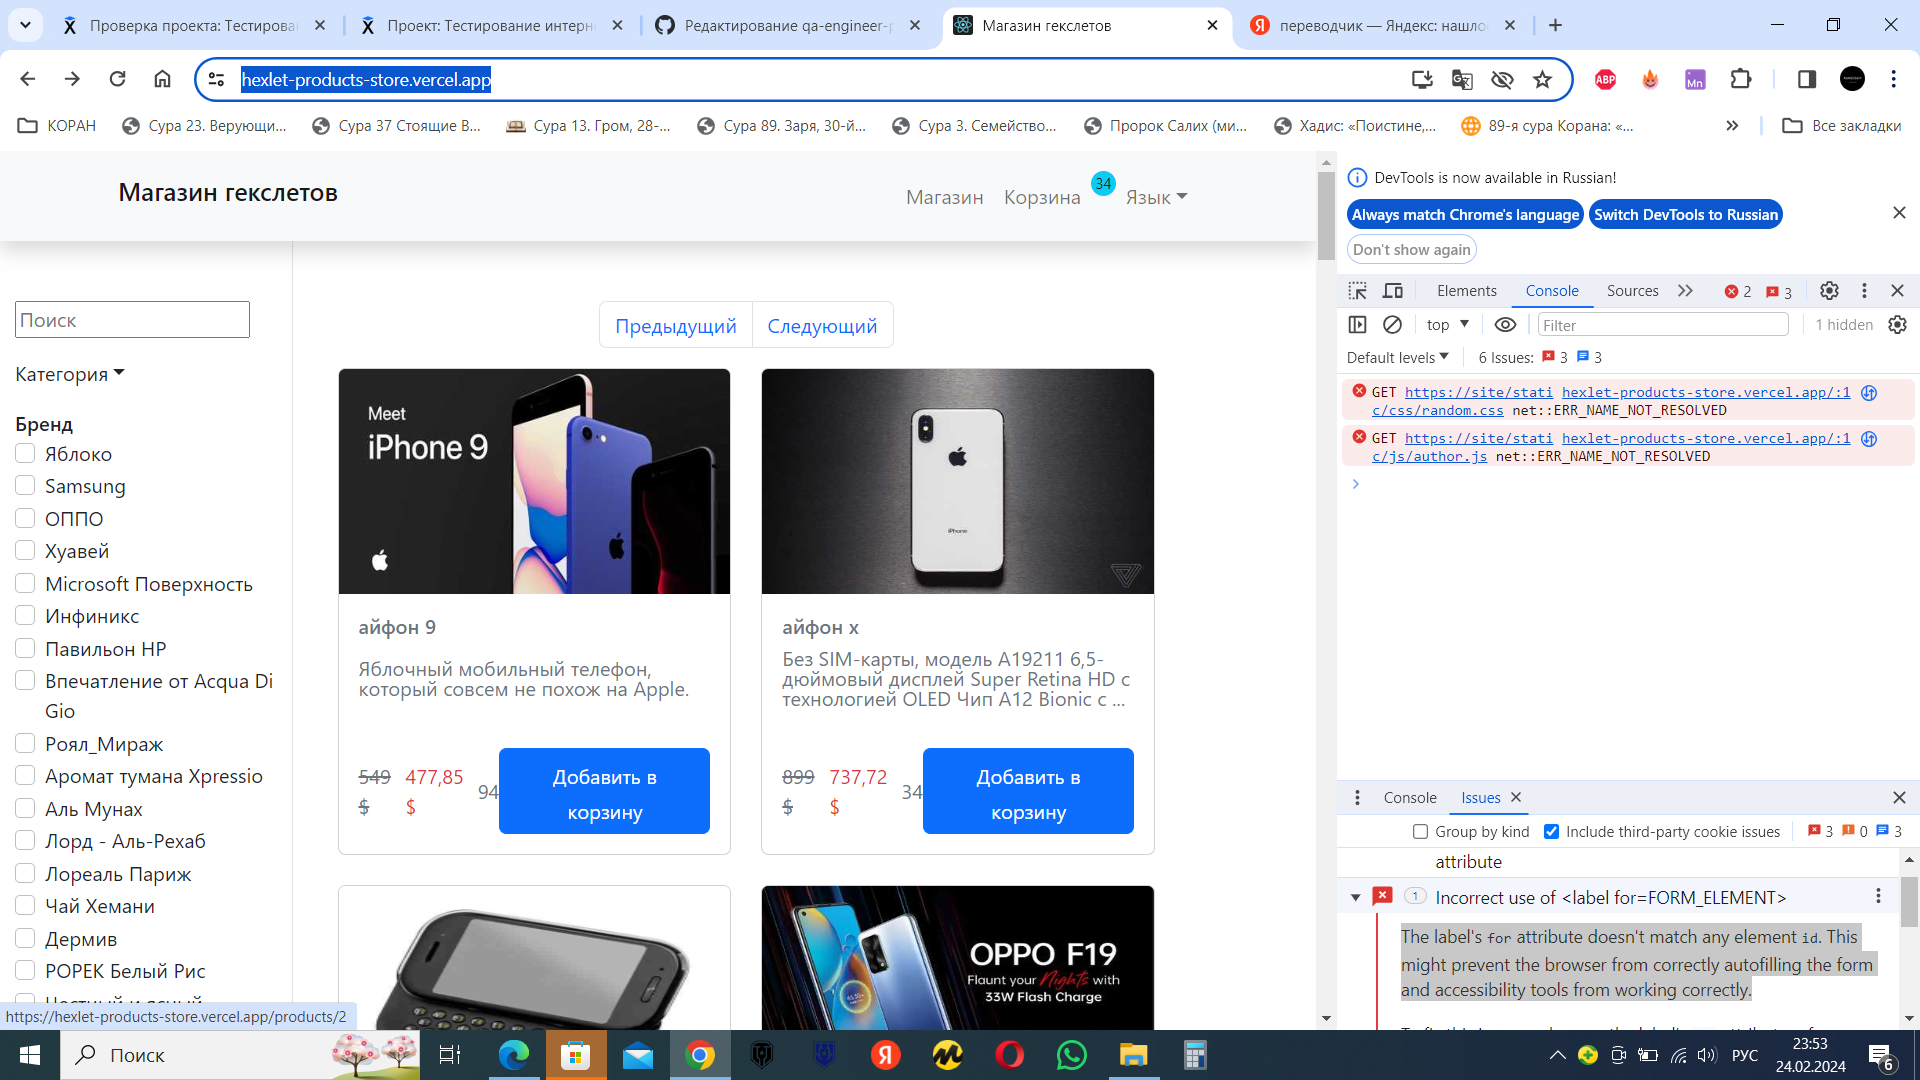 Проверка проекта: Тестирован
Проект: Тестирование интерн
Редактирование qa-engineer-p
Магазин гекслетов
переводчик — Яндекс: нашлос
hexlet-products-store.vercel.app
ABP
Mn
КОРАН
Сура 23. Верующи...
Сура 37 Стоящие В...
Сура 13. Гром, 28-...
Сура 89. Заря, 30-й...
Сура 3. Семейство...
Пророк Салих (ми...
Хадис: «Поистине,...
89-я сура Корана: «...
Все закладки
Магазин гекслетов
Магазин
Корзина
34
Язык
Поиск
Категория
Бренд
Яблоко
Samsung
ОППО
Хуавей
Microsoft Поверхность
Инфиникс
Павильон HP
Впечатление от Acqua Di
Gio
Роял_Мираж
Аромат тумана Xpressio
Аль Мунах
Лорд - Аль-Рехаб
Лореаль Париж
Чай Хемани
Дермив
РОРЕК Белый Рис
Честный и ясный
Предыдущий
Следующий
Meet
iPhone 9
айфон 9
Яблочный мобильный телефон,
который совсем не похож на Apple.
549
$
477,85
$
94
Добавить в
корзину
iPhone
айфон x
Без SIM-карты, модель A19211 6,5-
дюймовый дисплей Super Retina HD с
технологией OLED Чип A12 Bionic с ...
899
$
737,72
$
34
Добавить в
корзину
OPPO F19
Flaunt your Nights with
33W Flash Charge
https://hexlet-products-store.vercel.app/products/2
DevTools is now available in Russian!
Always match Chrome's language
Switch DevTools to Russian
Don't show again
Elements
Console
Sources
2
3
top
Filter
1 hidden
Default levels
6 Issues:
3
3
GET https://site/stati hexlet-products-store.vercel.app/:1
c/css/random.css net::ERR_NAME_NOT_RESOLVED
GET https://site/stati hexlet-products-store.vercel.app/:1
c/js/author.js net::ERR_NAME_NOT_RESOLVED
Console
Issues
Group by kind
Include third-party cookie issues
3
0
3
attribute
1
Incorrect use of <label for=FORM_ELEMENT>
The label's for attribute doesn't match any element id. This
might prevent the browser from correctly autofilling the form
and accessibility tools from working correctly.
Поиск
РУС
23:53
24.02.2024
6